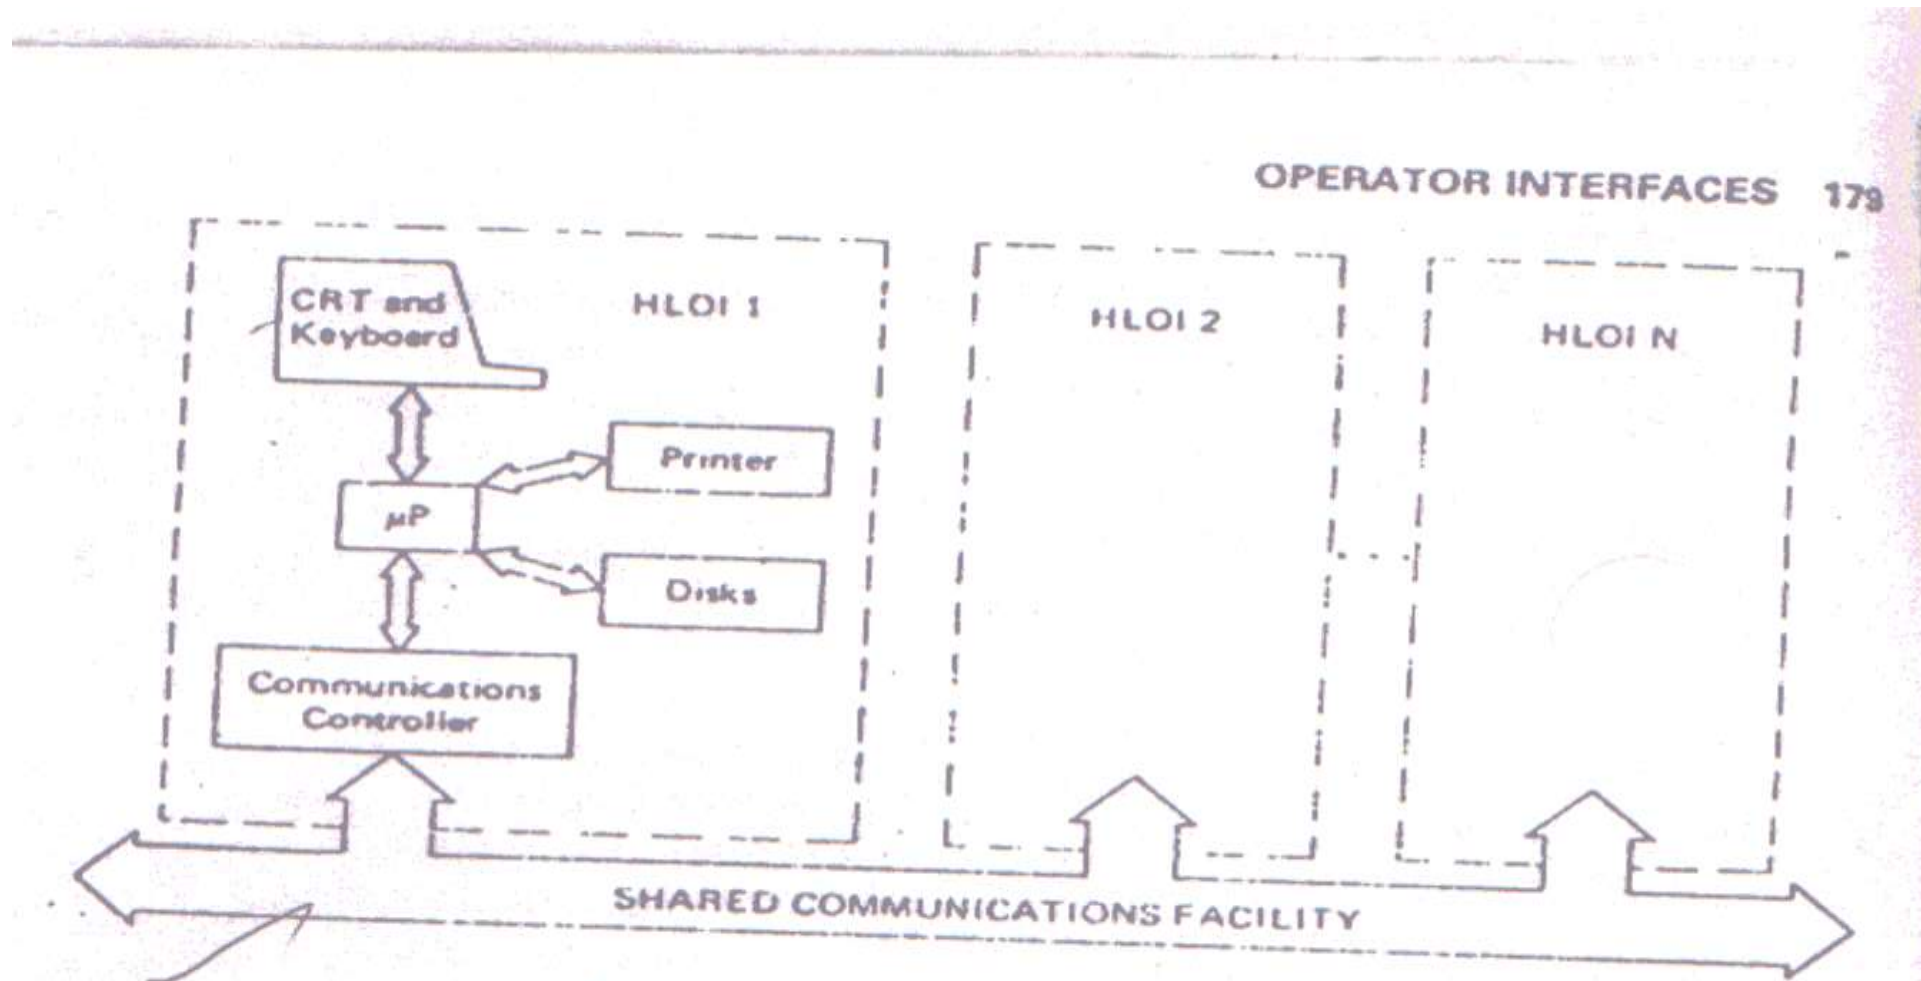 OPERATOR INTERFACES 179
CRT and
Keyboard
HLOI 1
HLOI 2
HLOI N
Printer
μP
Disks
Communications
Controller
SHARED COMMUNICATIONS FACILITY